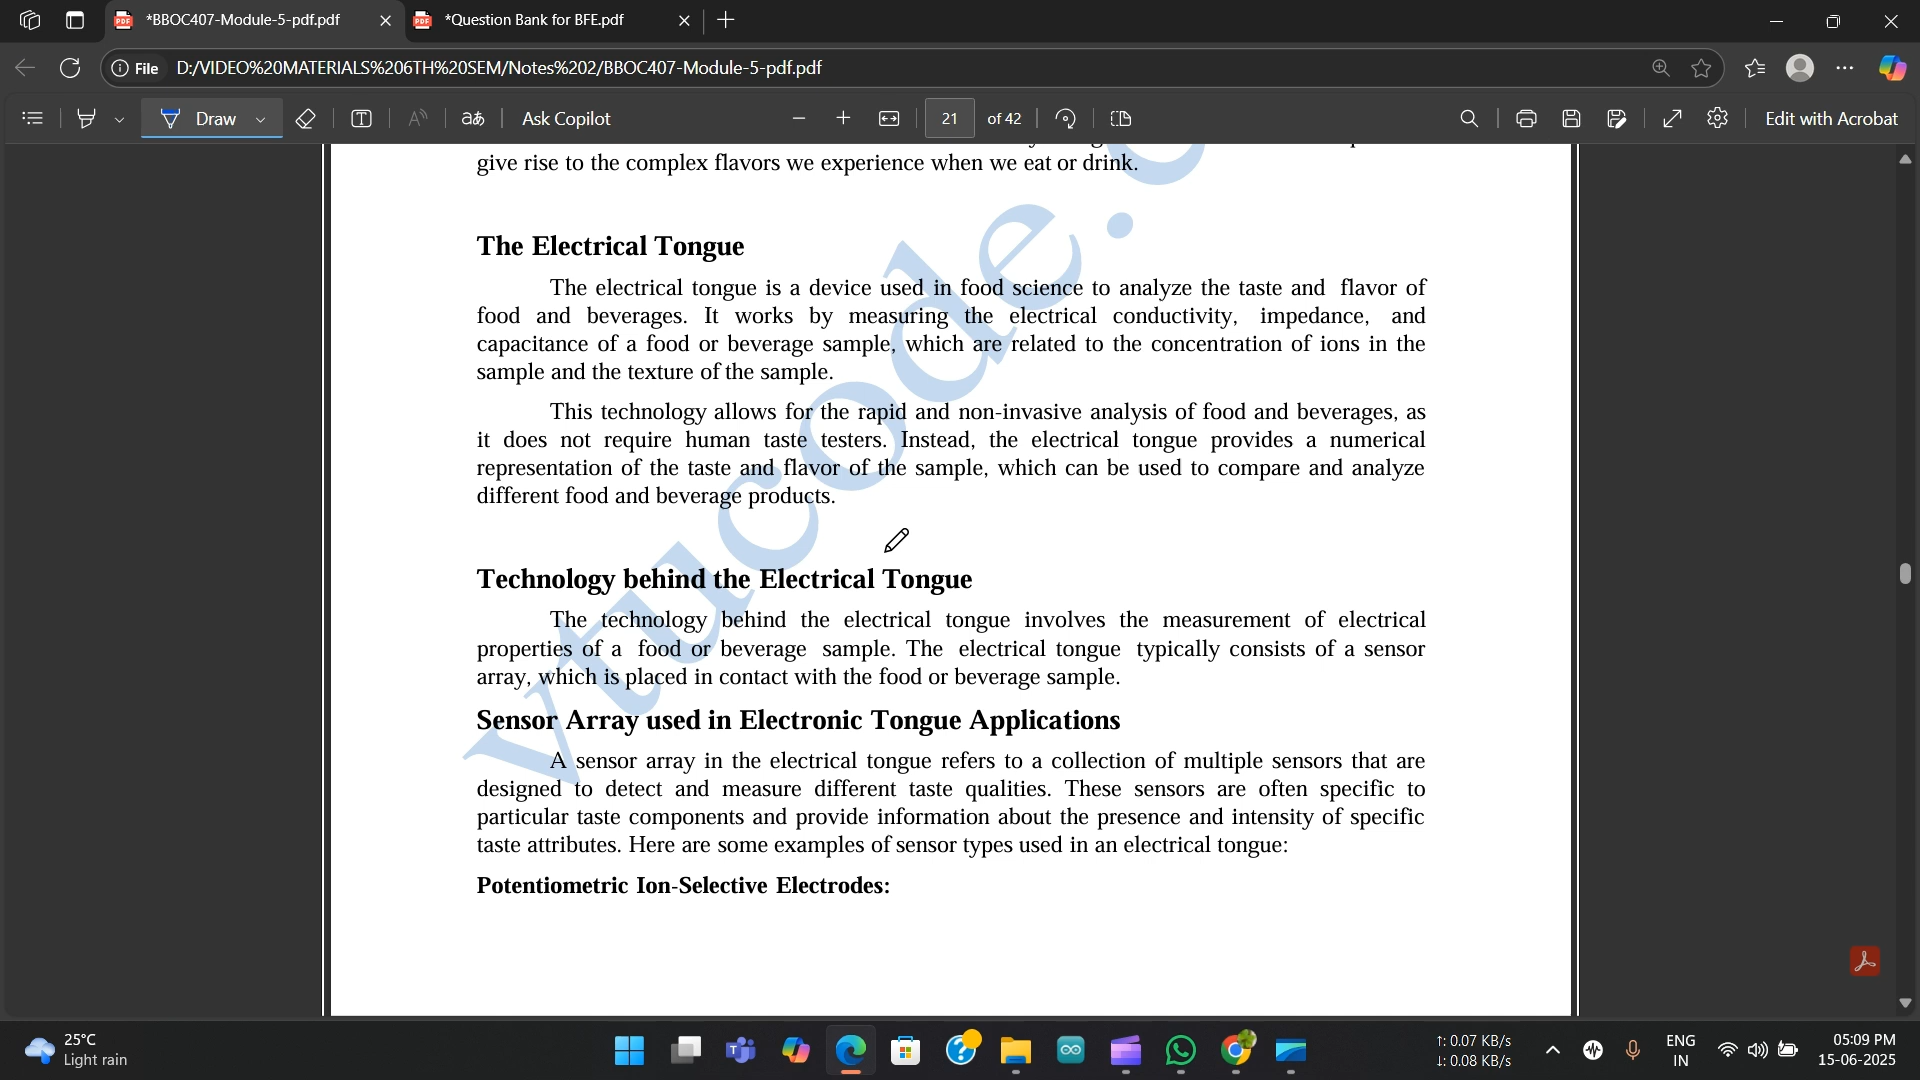 *BBOC407-Module-5-pdf.pdf
*Question Bank for BFE.pdf
File
D:/VIDEO%20MATERIALS%206TH%20SEM/Notes%202/BBOC407-Module-5-pdf.pdf
Draw
Ask Copilot
21 of 42
Edit with Acrobat
give rise to the complex flavors we experience when we eat or drink.
The Electrical Tongue
The electrical tongue is a device used in food science to analyze the taste and flavor of
food and beverages. It works by measuring the electrical conductivity, impedance, and
capacitance of a food or beverage sample, which are related to the concentration of ions in the
sample and the texture of the sample.
This technology allows for the rapid and non-invasive analysis of food and beverages, as
it does not require human taste testers. Instead, the electrical tongue provides a numerical
representation of the taste and flavor of the sample, which can be used to compare and analyze
different food and beverage products.
Technology behind the Electrical Tongue
The technology behind the electrical tongue involves the measurement of electrical
properties of a food or beverage sample. The electrical tongue typically consists of a sensor
array, which is placed in contact with the food or beverage sample.
Sensor Array used in Electronic Tongue Applications
A sensor array in the electrical tongue refers to a collection of multiple sensors that are
designed to detect and measure different taste qualities. These sensors are often specific to
particular taste components and provide information about the presence and intensity of specific
taste attributes. Here are some examples of sensor types used in an electrical tongue:
Potentiometric Ion-Selective Electrodes:
vtucode.
25°C
Light rain
↑: 0.07 KB/s
↓: 0.08 KB/s
ENG
IN
05:09 PM
15-06-2025